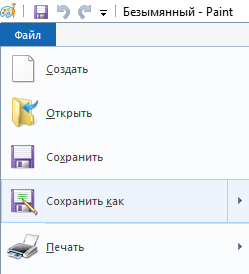 Безымянный - Paint
Файл
Создать
Открыть
Сохранить
Сохранить как
Печать